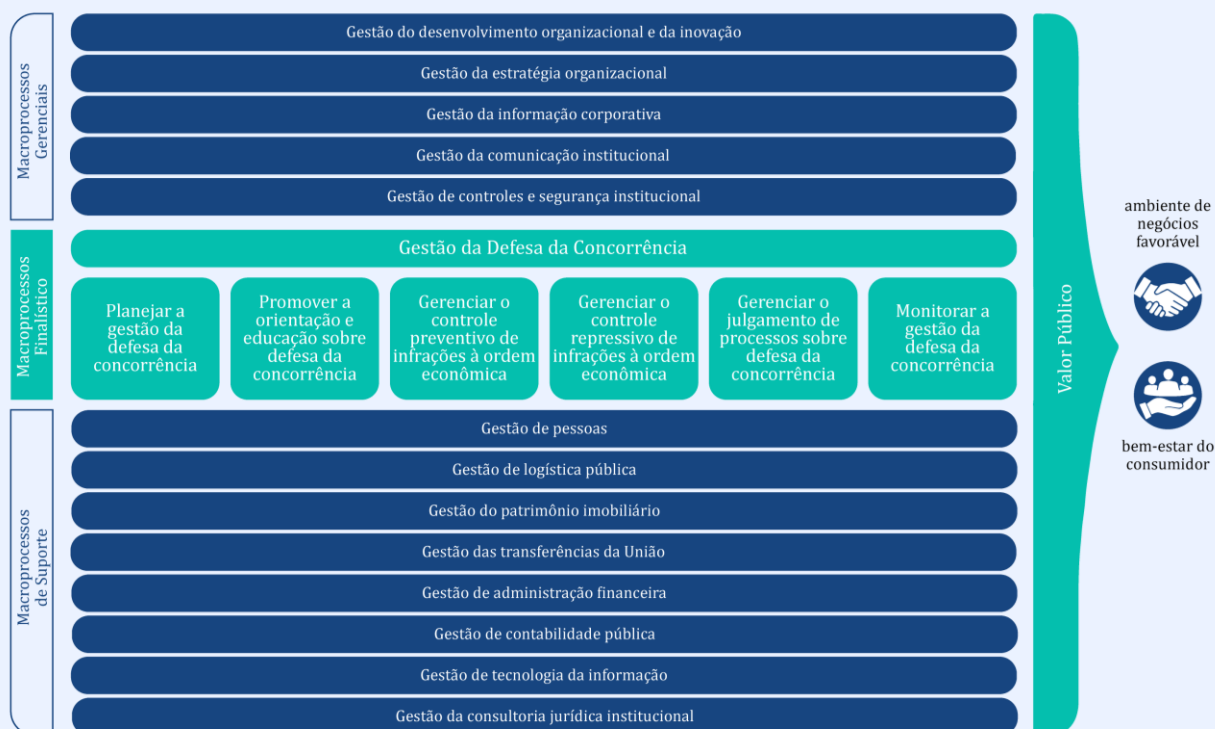 Macroprocessos
Gerenciais
Gestão do desenvolvimento organizacional e da inovação
Gestão da estratégia organizacional
Gestão da informação corporativa
Gestão da comunicação institucional
Gestão de controles e segurança institucional
Macroprocessos
Finalístico
Gestão da Defesa da Concorrência
Planejar a
gestão da
defesa da
concorrência
Promover a
orientação e
educação sobre
defesa da
concorrência
Gerenciar o
controle
preventivo de
infrações à ordem
econômica
Gerenciar o
controle
repressivo de
infrações à ordem
econômica
Gerenciar o
julgamento de
processos sobre
defesa da
concorrência
Monitorar a
gestão da
defesa da
concorrência
Macroprocessos
de Suporte
Gestão de pessoas
Gestão de logística pública
Gestão do patrimônio imobiliário
Gestão das transferências da União
Gestão de administração financeira
Gestão de contabilidade pública
Gestão de tecnologia da informação
Gestão da consultoria jurídica institucional
Valor Público
ambiente de
negócios
favorável
bem-estar do
consumidor